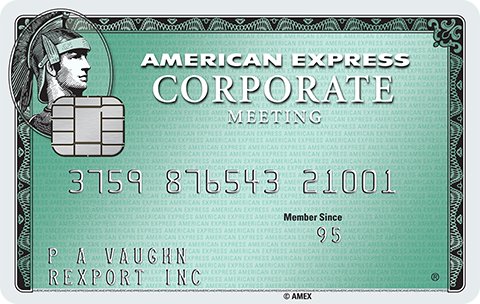 AMERICAN EXPRESS
CORPORATE
MEETING
3759 876543 21001
Member Since
95
P A VAUGHN
REXPORT INC
®
© AMEX